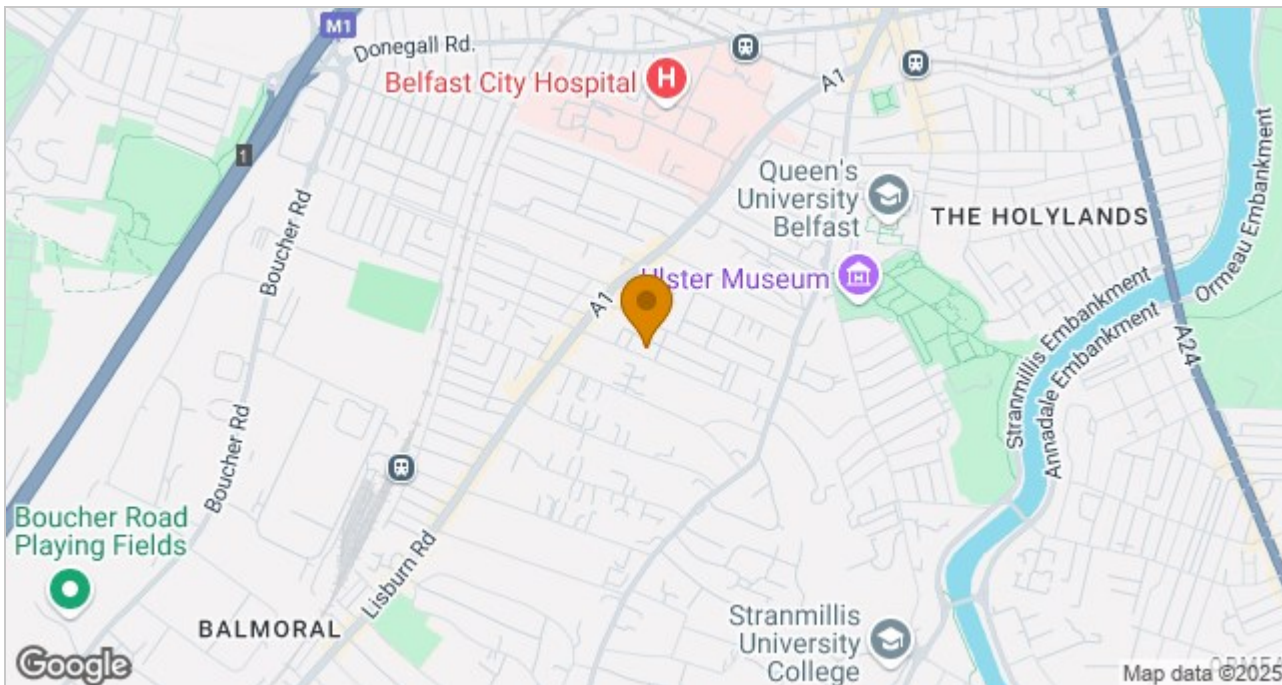 M1
Donegall Rd.
Belfast City Hospital
H
A1
1
Boucher Rd
Queen's
University
Belfast
THE HOLYLANDS
Ormeau Embankment
Ulster Museum
A1
Stranmillis Embankment
Annadale Embankment
A24
Boucher Rd
Boucher Road
Playing Fields
Lisburn Rd
BALMORAL
Stranmillis
University
College
Google
Map data ©2025